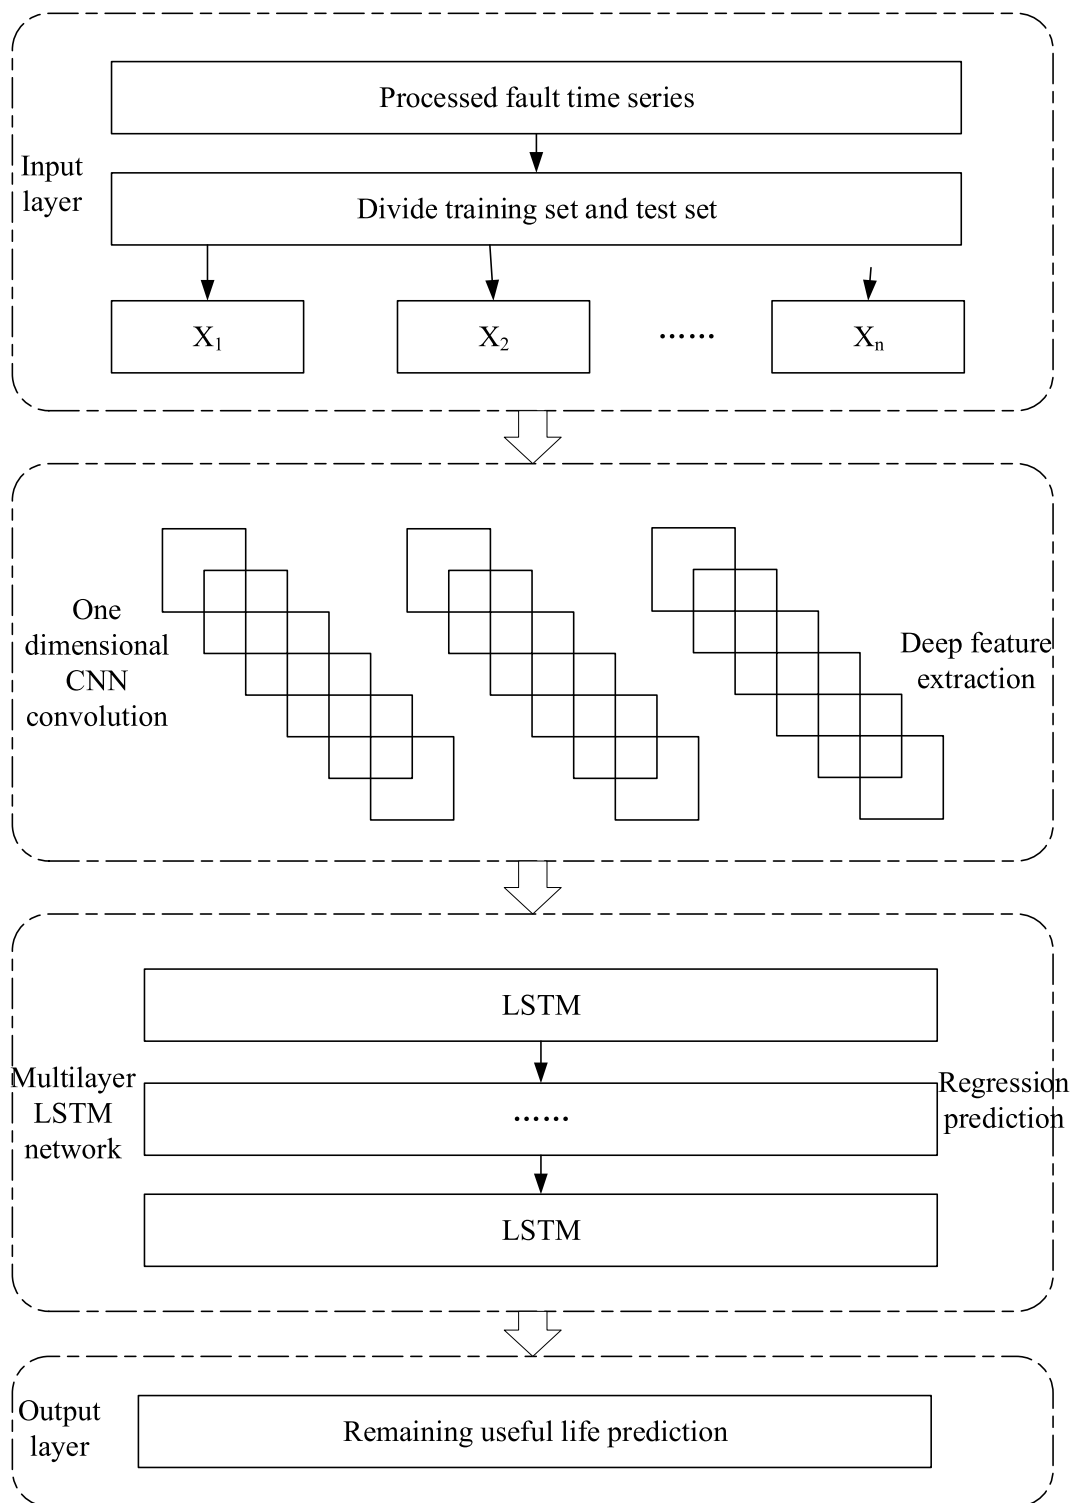 Processed fault time series
Input
layer
Divide training set and test set
X₁
X₂
......
Xₙ
One
dimensional
CNN
convolution
Deep feature
extraction
LSTM
Multilayer
LSTM
network
......
Regression
prediction
LSTM
Output
layer
Remaining useful life prediction